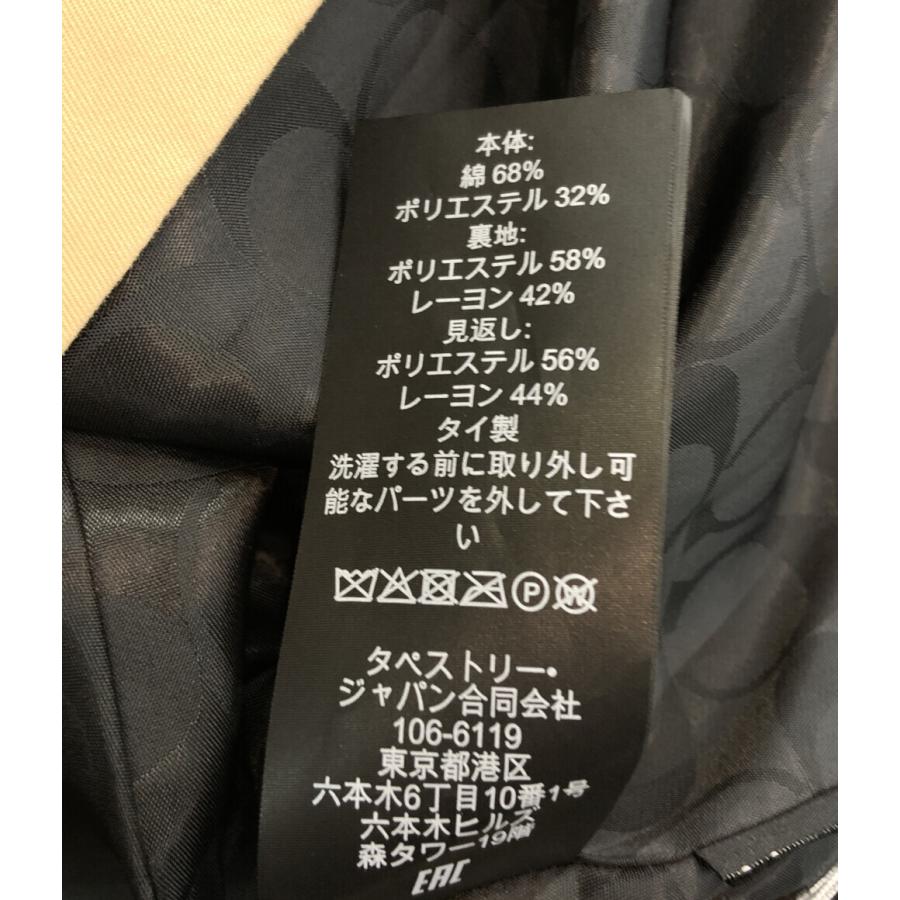 本体:
綿 68%
ポリエステル 32%
裏地:
ポリエステル 58%
レーヨン 42%
見返し:
ポリエステル 56%
レーヨン 44%
タイ製
洗濯する前に取り外し可
能なパーツを外して下さ
い
P W
タペストリー・
ジャパン合同会社
106-6119
東京都港区
六本木6丁目10番1号
六本木ヒルズ
森タワー19階
EAC